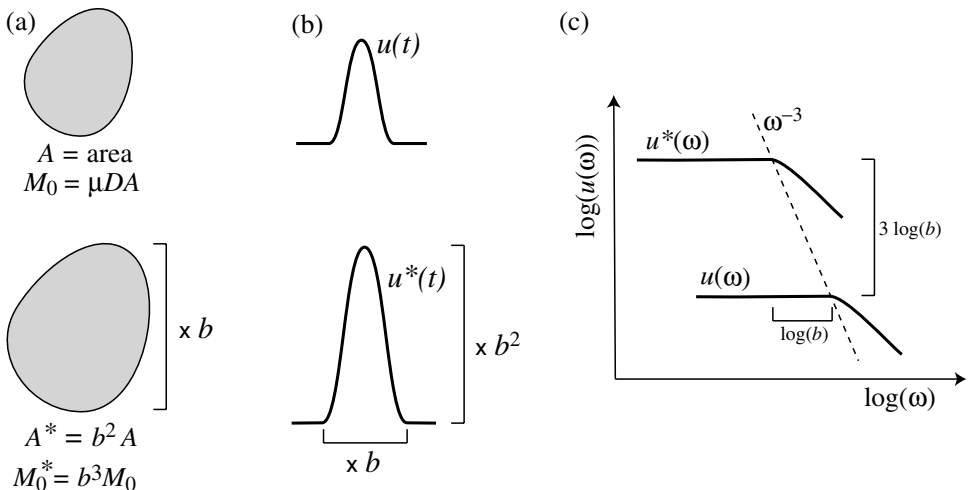 (a)
A = area
M₀ = μDA
× b
A* = b² A
M₀* = b³M₀
(b)
u(t)
u*(t)
× b²
× b
(c)
log(u(ω))
ω⁻³
u*(ω)
3 log(b)
u(ω)
log(b)
log(ω)